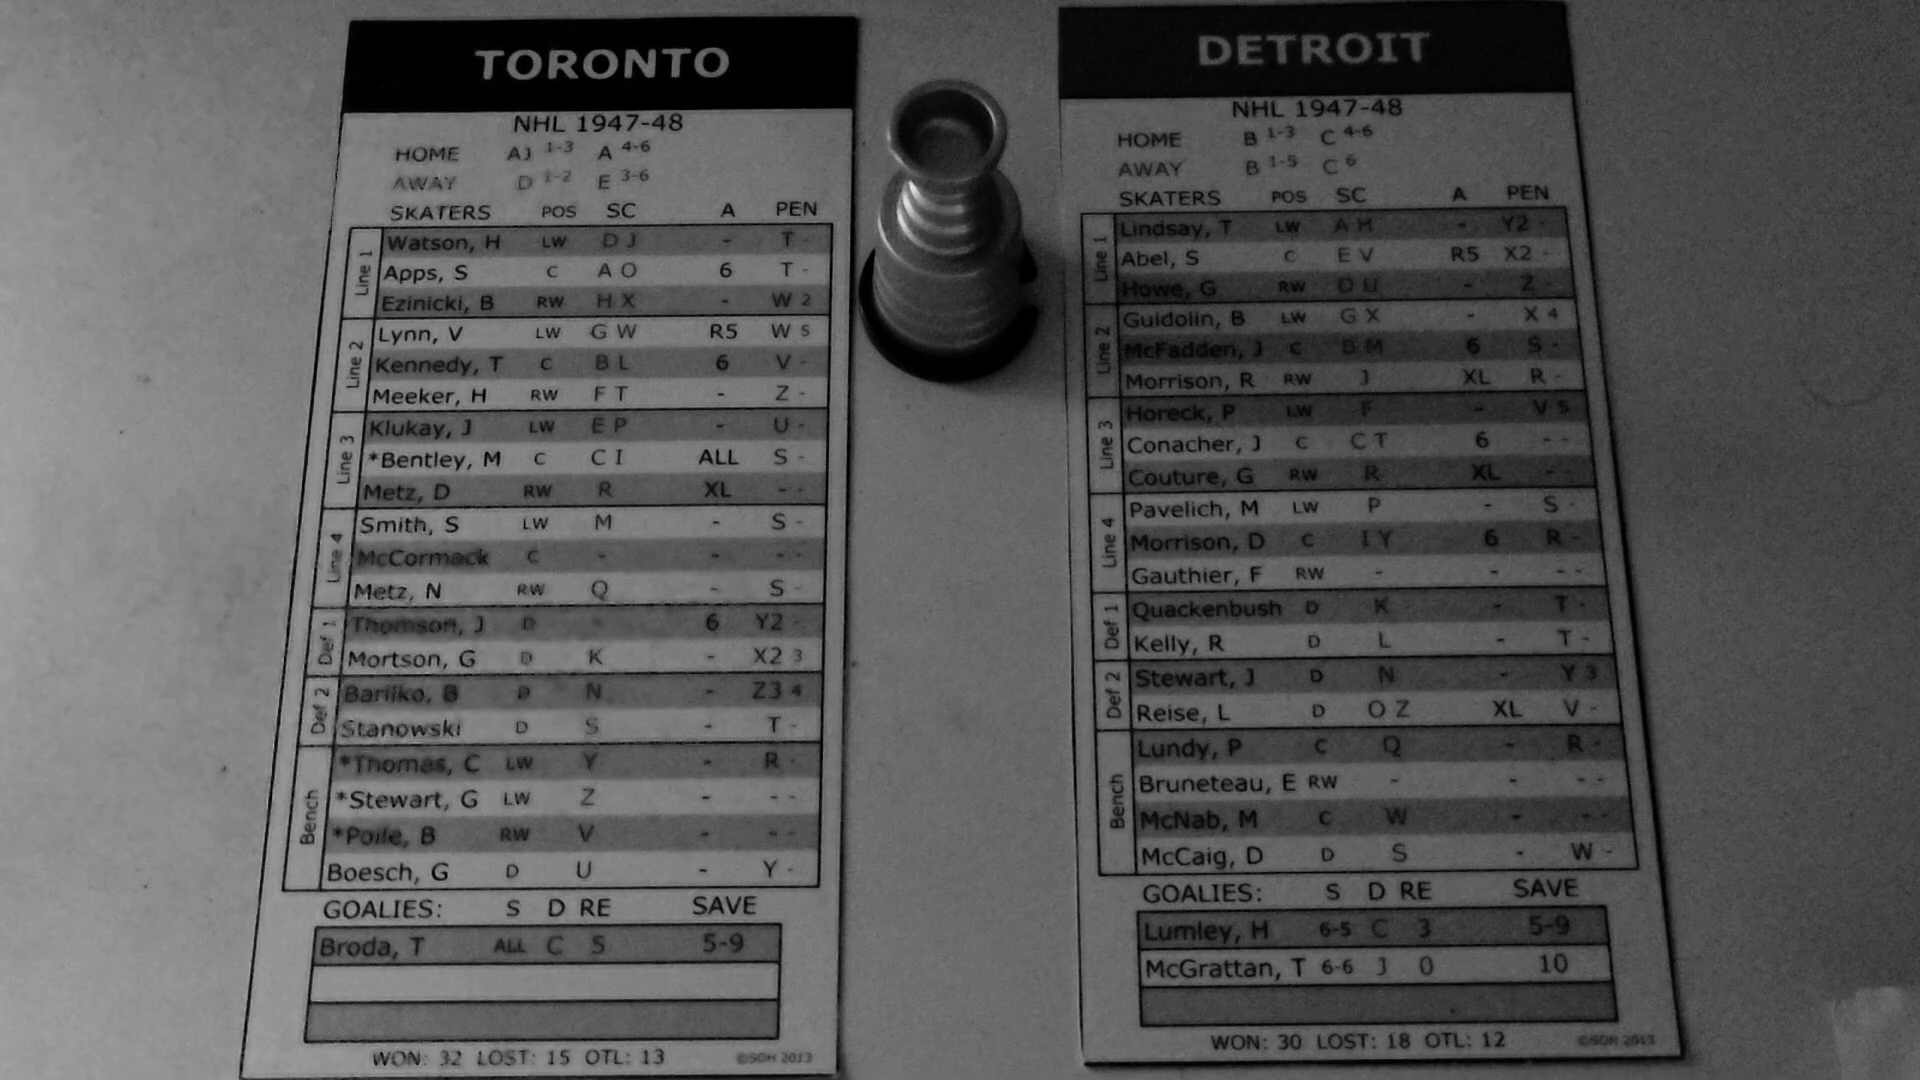 TORONTO
NHL 1947-48
HOME AJ 1-3 A 4-6
AWAY D 1-2 E 3-6
SKATERS POS SC A PEN
Line 1
Watson, H LW D J - T -
Apps, S C A O 6 T -
Ezinicki, B RW H X - W 2
Line 2
Lynn, V LW G W R5 W 5
Kennedy, T C B L 6 V -
Meeker, H RW F T - Z -
Line 3
Klukay, J LW E P - U -
*Bentley, M C C I ALL S -
Metz, D RW R XL - -
Line 4
Smith, S LW M - S -
McCormack C - - - -
Metz, N RW Q - S -
Def 1
Thomson, J D - 6 Y2 -
Mortson, G D K - X2 3
Def 2
Barilko, B D N - Z3 4
Stanowski D S - T -
Bench
*Thomas, C LW Y - R -
*Stewart, G LW Z - - -
*Poile, B RW V - - -
Boesch, G D U - Y -
GOALIES: S D RE SAVE
Broda, T ALL C 5 5-9
WON: 32 LOST: 15 OTL: 13 ©SOH 2013
DETROIT
NHL 1947-48
HOME B 1-3 C 4-6
AWAY B 1-5 C 6
SKATERS POS SC A PEN
Line 1
Lindsay, T LW A H - Y2 -
Abel, S C E V R5 X2 -
Howe, G RW D U - Z -
Line 2
Guidolin, B LW G X - X 4
McFadden, J C B M 6 S -
Morrison, R RW J XL R -
Line 3
Horeck, P LW F - V 5
Conacher, J C C T 6 - -
Couture, G RW R XL - -
Line 4
Pavelich, M LW P - S -
Morrison, D C I Y 6 R -
Gauthier, F RW - - - -
Def 1
Quackenbush D K - T -
Kelly, R D L - T -
Def 2
Stewart, J D N - Y 3
Reise, L D O Z XL V -
Bench
Lundy, P C Q - R -
Bruneteau, E RW - - - -
McNab, M C W - - -
McCaig, D D S - W -
GOALIES: S D RE SAVE
Lumley, H 6-5 C 3 5-9
McGrattan, T 6-6 J 0 10
WON: 30 LOST: 18 OTL: 12 ©SOH 2013